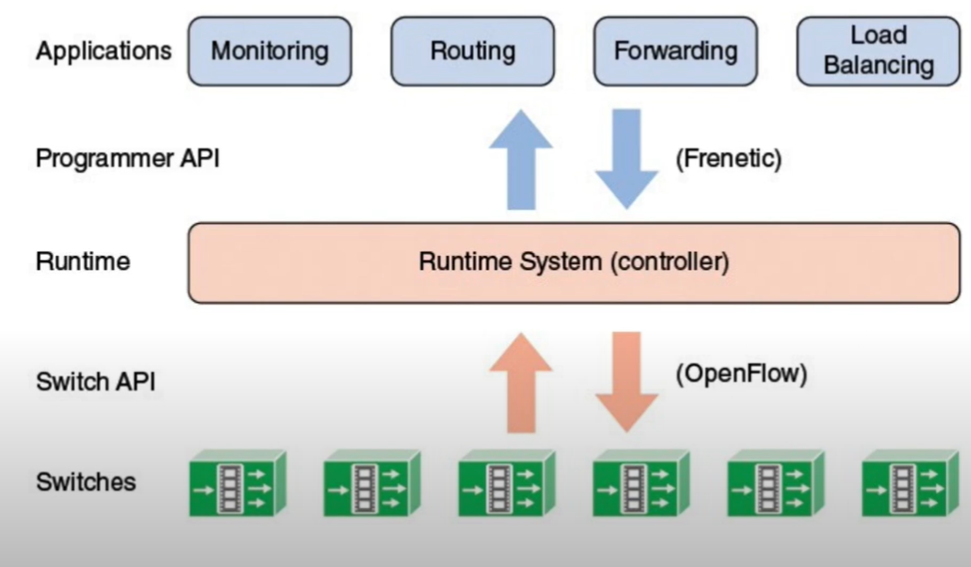 Applications
Monitoring
Routing
Forwarding
Load
Balancing
Programmer API
(Frenetic)
Runtime
Runtime System (controller)
Switch API
(OpenFlow)
Switches